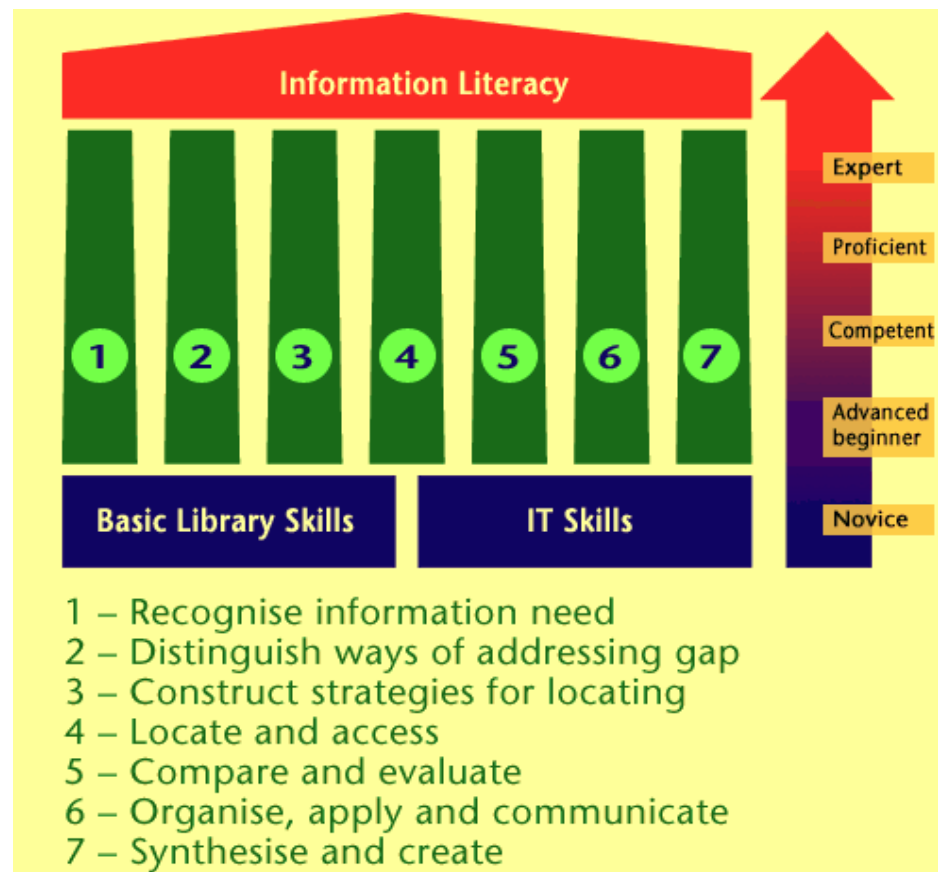 Information Literacy
Expert
Proficient
Competent
Advanced
beginner
Novice
1 2 3 4 5 6 7
Basic Library Skills
IT Skills
1 – Recognise information need
2 – Distinguish ways of addressing gap
3 – Construct strategies for locating
4 – Locate and access
5 – Compare and evaluate
6 – Organise, apply and communicate
7 – Synthesise and create